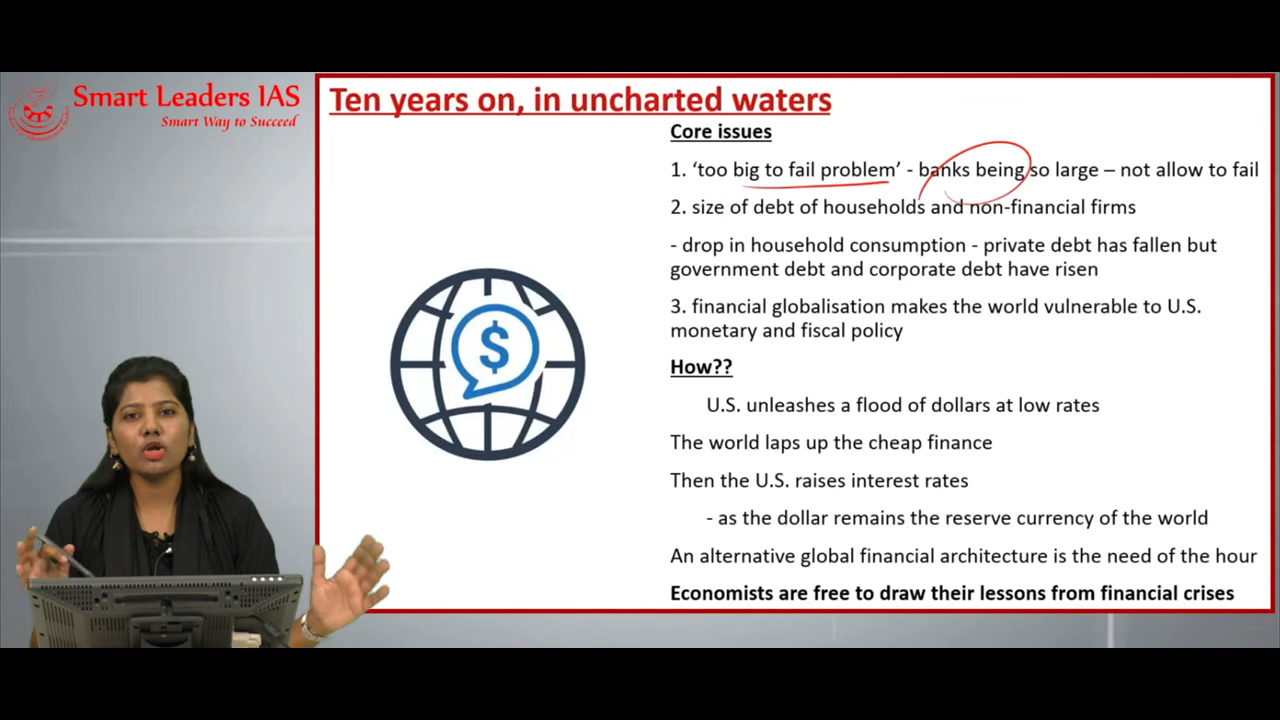 Smart Leaders IAS
Smart Way to Succeed
Ten years on, in uncharted waters
Core issues
1. ‘too big to fail problem’ - banks being so large – not allow to fail
2. size of debt of households and non-financial firms
- drop in household consumption - private debt has fallen but
government debt and corporate debt have risen
3. financial globalisation makes the world vulnerable to U.S.
monetary and fiscal policy
$
How??
U.S. unleashes a flood of dollars at low rates
The world laps up the cheap finance
Then the U.S. raises interest rates
- as the dollar remains the reserve currency of the world
An alternative global financial architecture is the need of the hour
Economists are free to draw their lessons from financial crises